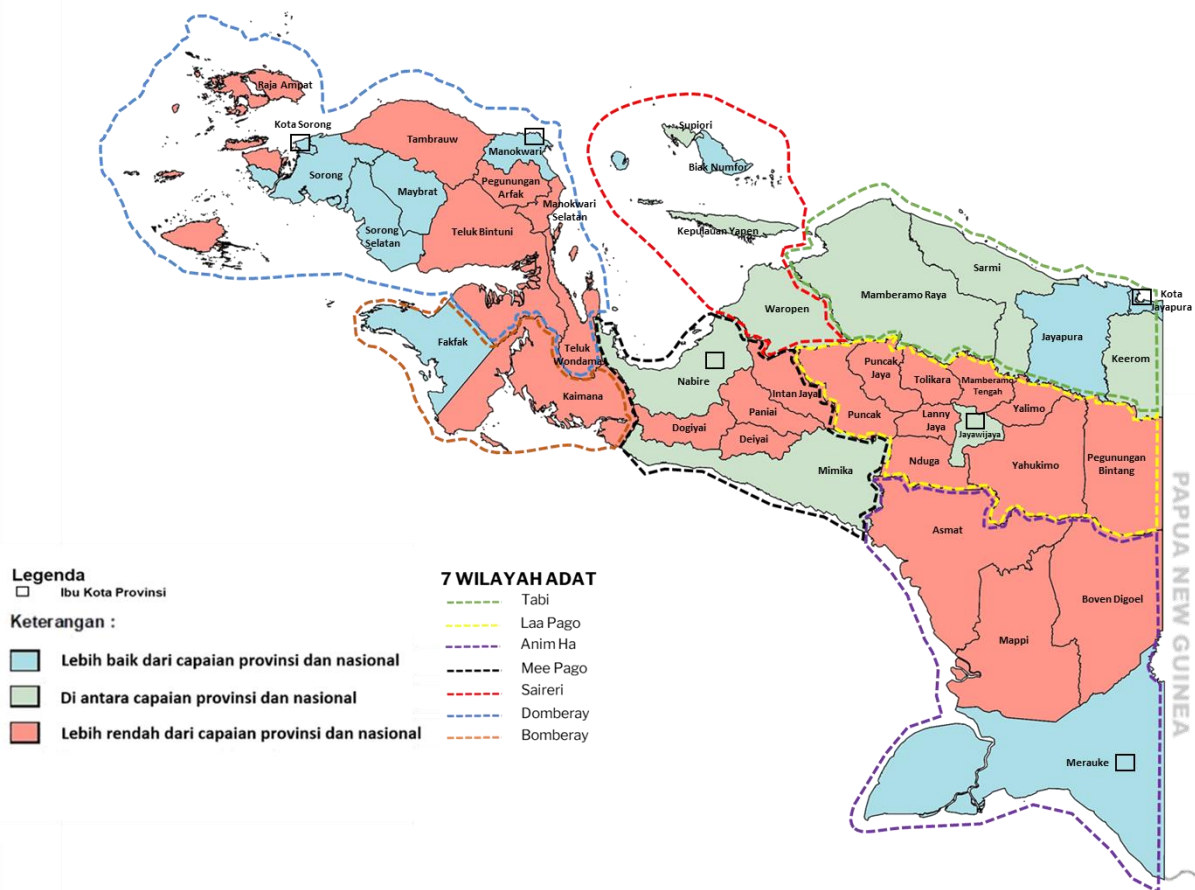 Raja Ampat
Kota Sorong
Tambrauw
Manokwari
Sorong
Maybrat
Pegunungan
Arfak
Manokwari
Selatan
Sorong
Selatan
Teluk Bintuni
Fakfak
Teluk
Wondama
Kaimana
Supiori
Biak Numfor
Kepulauan Yapen
Waropen
Mamberamo Raya
Sarmi
Kota
Jayapura
Jayapura
Keerom
Nabire
Intan Jaya
Paniai
Dogiyai
Deiyai
Mimika
Puncak
Jaya
Puncak
Tolikara
Mamberamo
Tengah
Lanny
Jaya
Jayawijaya
Yalimo
Nduga
Yahukimo
Pegunungan
Bintang
Asmat
Mappi
Boven Digoel
Merauke
PAPUA NEW GUINEA
Legenda
Ibu Kota Provinsi
Keterangan :
Lebih baik dari capaian provinsi dan nasional
Di antara capaian provinsi dan nasional
Lebih rendah dari capaian provinsi dan nasional
7 WILAYAH ADAT
Tabi
Laa Pago
Anim Ha
Mee Pago
Saireri
Domberay
Bomberay